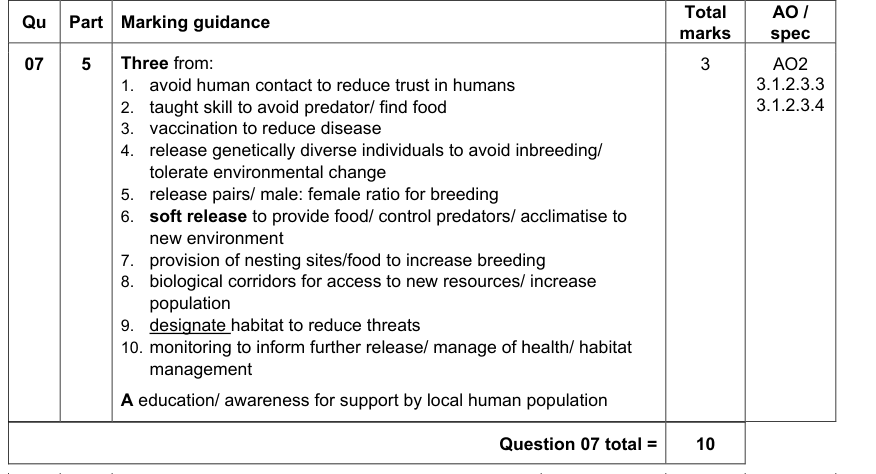 Qu Part Marking guidance Total marks AO / spec
07 5 Three from: 3 AO2
1. avoid human contact to reduce trust in humans 3.1.2.3.3
2. taught skill to avoid predator/ find food 3.1.2.3.4
3. vaccination to reduce disease
4. release genetically diverse individuals to avoid inbreeding/
tolerate environmental change
5. release pairs/ male: female ratio for breeding
6. soft release to provide food/ control predators/ acclimatise to
new environment
7. provision of nesting sites/food to increase breeding
8. biological corridors for access to new resources/ increase
population
9. designate habitat to reduce threats
10. monitoring to inform further release/ manage of health/ habitat
management
A education/ awareness for support by local human population
Question 07 total = 10